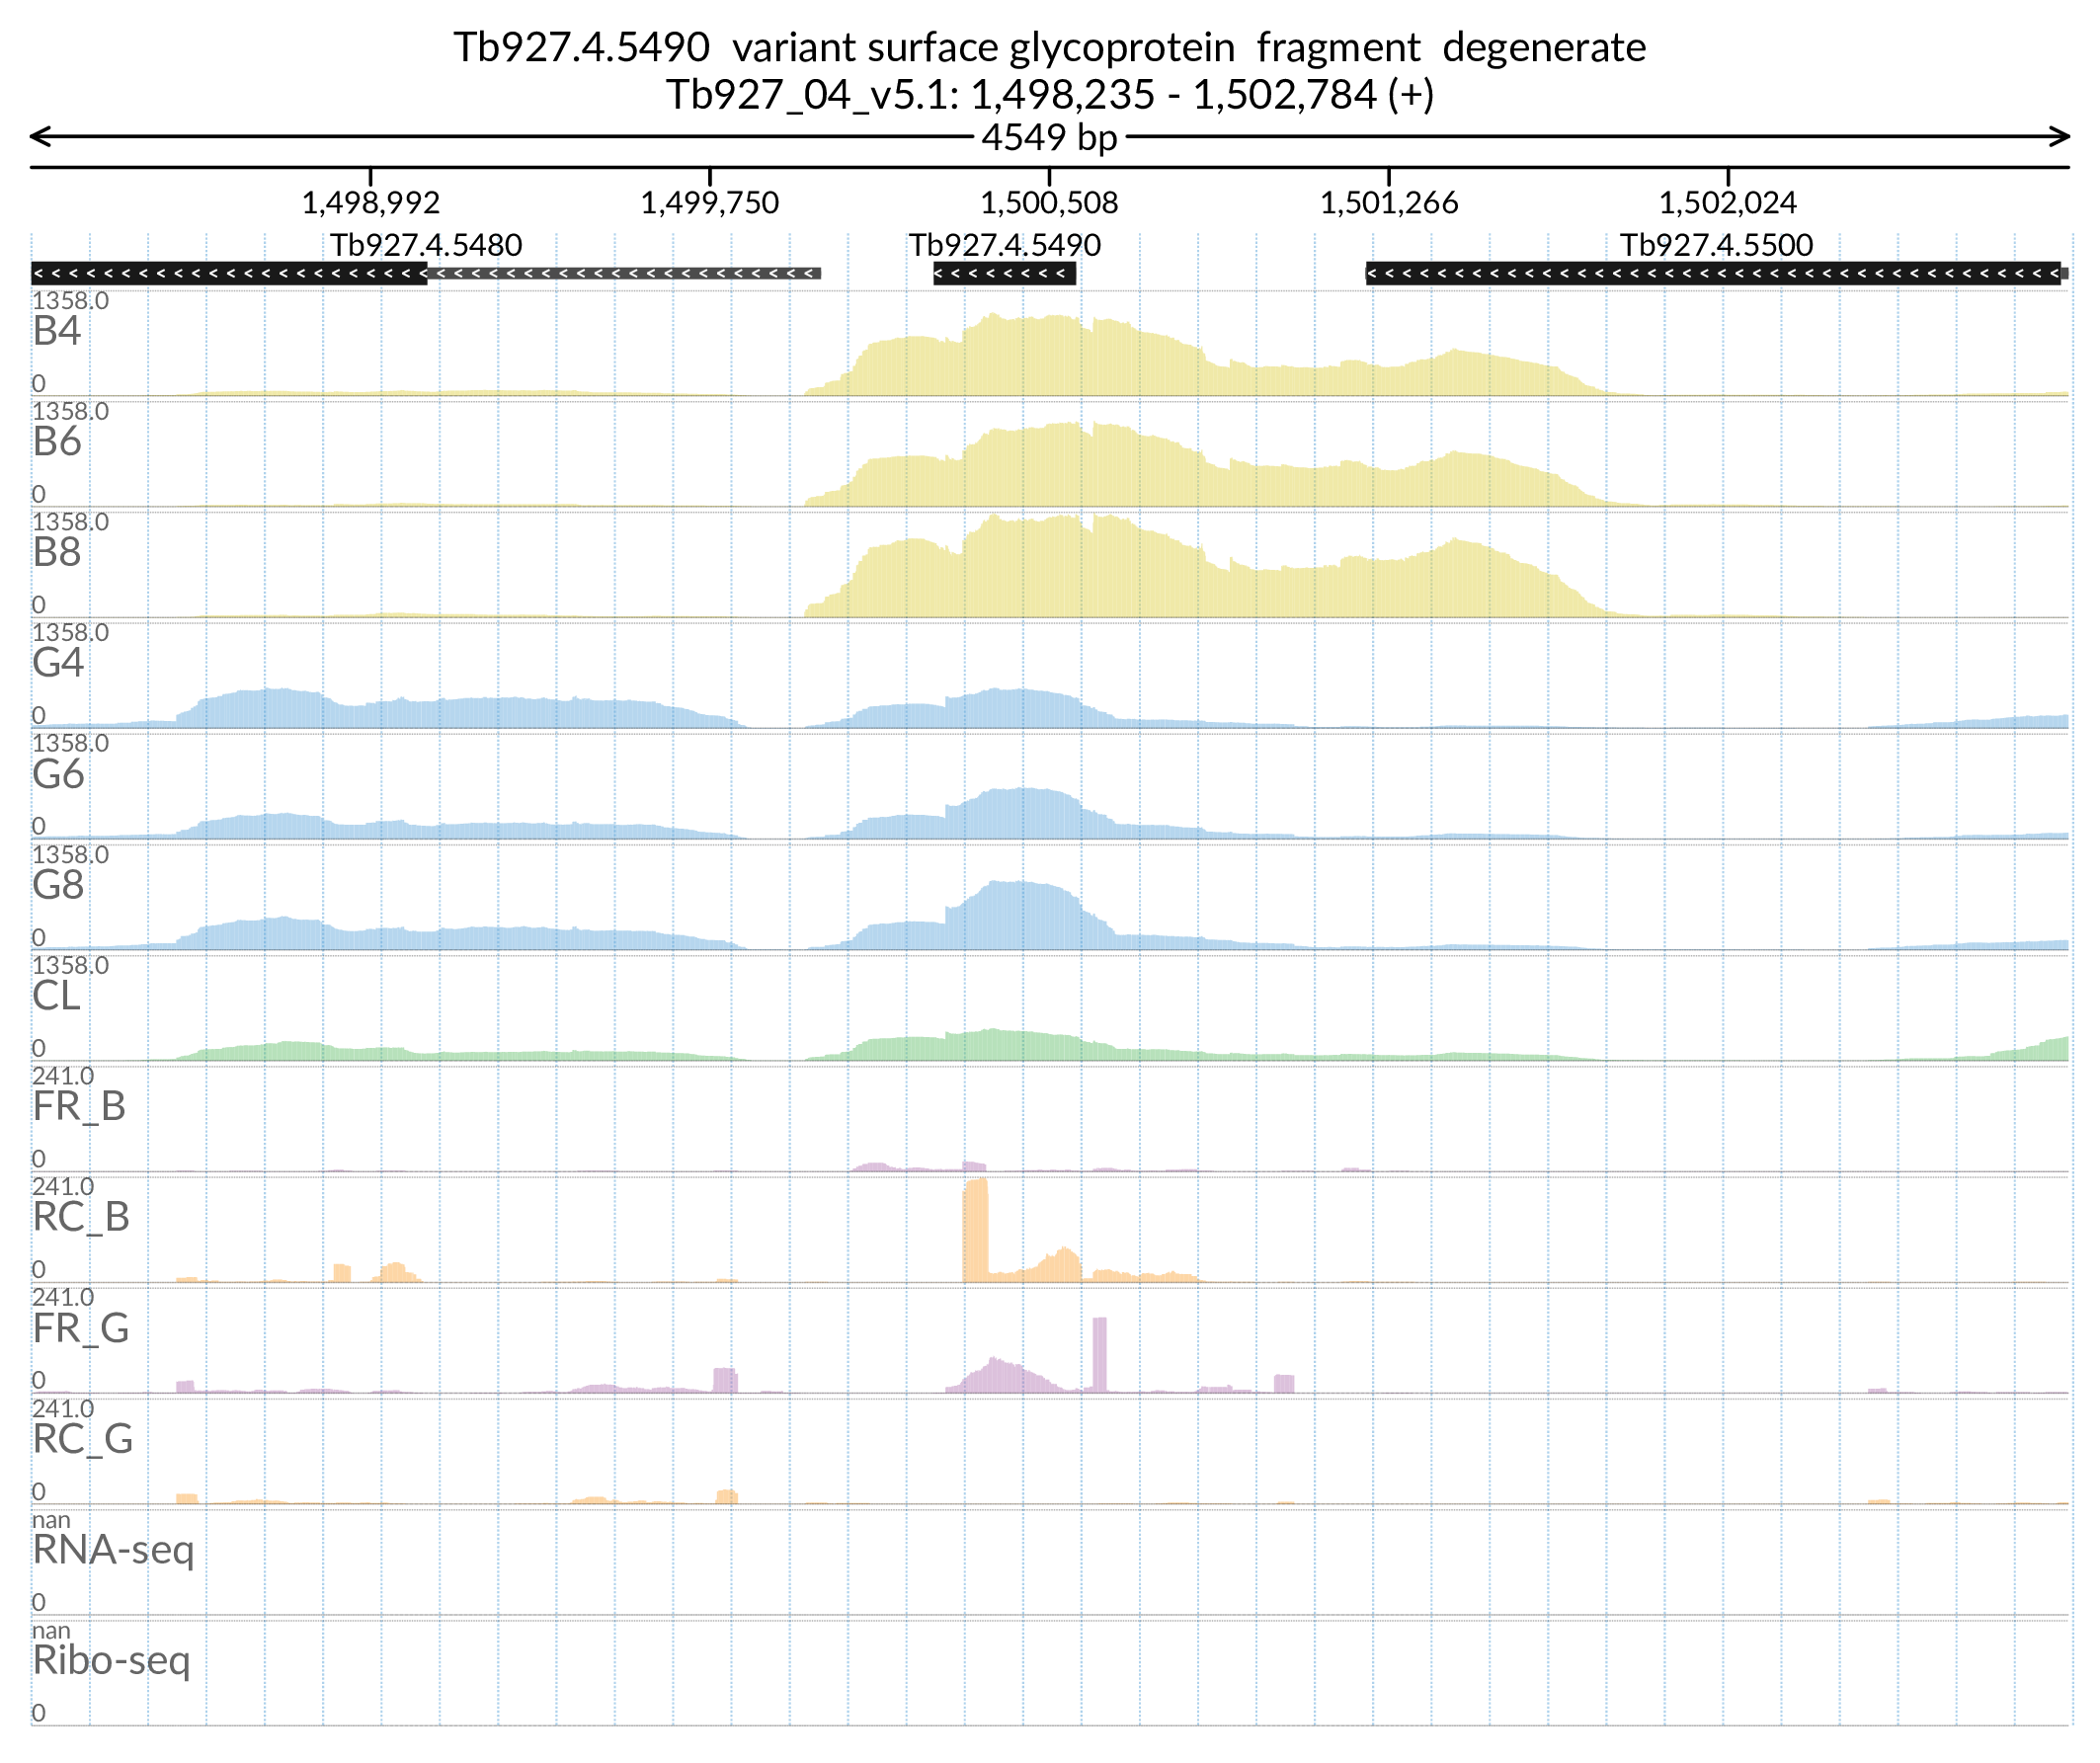 Tb927.4.5490 variant surface glycoprotein fragment degenerate
Tb927_04_v5.1: 1,498,235 - 1,502,784 (+)
4549 bp
1,498,992 1,499,750 1,500,508 1,501,266 1,502,024
Tb927.4.5480 Tb927.4.5490 Tb927.4.5500
1358.0
B4
0
1358.0
B6
0
1358.0
B8
0
1358.0
G4
0
1358.0
G6
0
1358.0
G8
0
1358.0
CL
0
241.0
FR_B
0
241.0
RC_B
0
241.0
FR_G
0
241.0
RC_G
0
nan
RNA-seq
0
nan
Ribo-seq
0